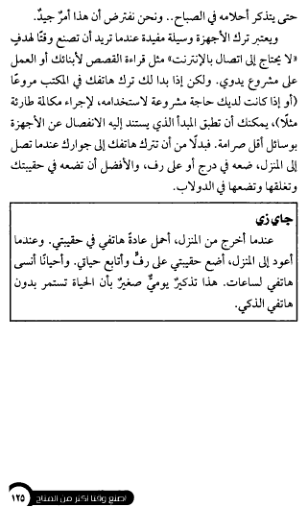 حتى يتذكر أحلامه في الصباح.. ونحن نفترض أن هذا أمرٌ جيدٌ.
ويعتبر ترك الأجهزة وسيلة مفيدة عندما تريد أن تصنع وقتًا لهدفٍ
«لا يحتاج إلى اتصال بالإنترنت» مثل قراءة القصص لأبنائك أو العمل
على مشروع يدوي. ولكن إذا بدا لك ترك هاتفك في المكتب مروعًا
(أو إذا كانت لديك حاجة مشروعة لاستخدامه، لإجراء مكالمة طارئة
مثلًا)، يمكنك أن تطبق المبدأ الذي يستند إليه الانفصال عن الأجهزة
بوسائل أقل صرامة. فبدلًا من أن تترك هاتفك إلى جوارك عندما تصل
إلى المنزل، ضعه في درج أو على رف، والأفضل أن تضعه في حقيبتك
وتغلقها وتضعها في الدولاب.
جاي زي
عندما أخرج من المنزل، أحمل عادةً هاتفي في حقيبتي. وعندما
أعود إلى المنزل، أضع حقيبتي على رفٍّ وأتابع حياتي. وأحيانًا أنسى
هاتفي لساعات. هذا تذكيرٌ يوميٌّ صغيرٌ بأن الحياة تستمر بدون
هاتفي الذكي.
اصنع وقتا أكثر من المتاح ١٢٥